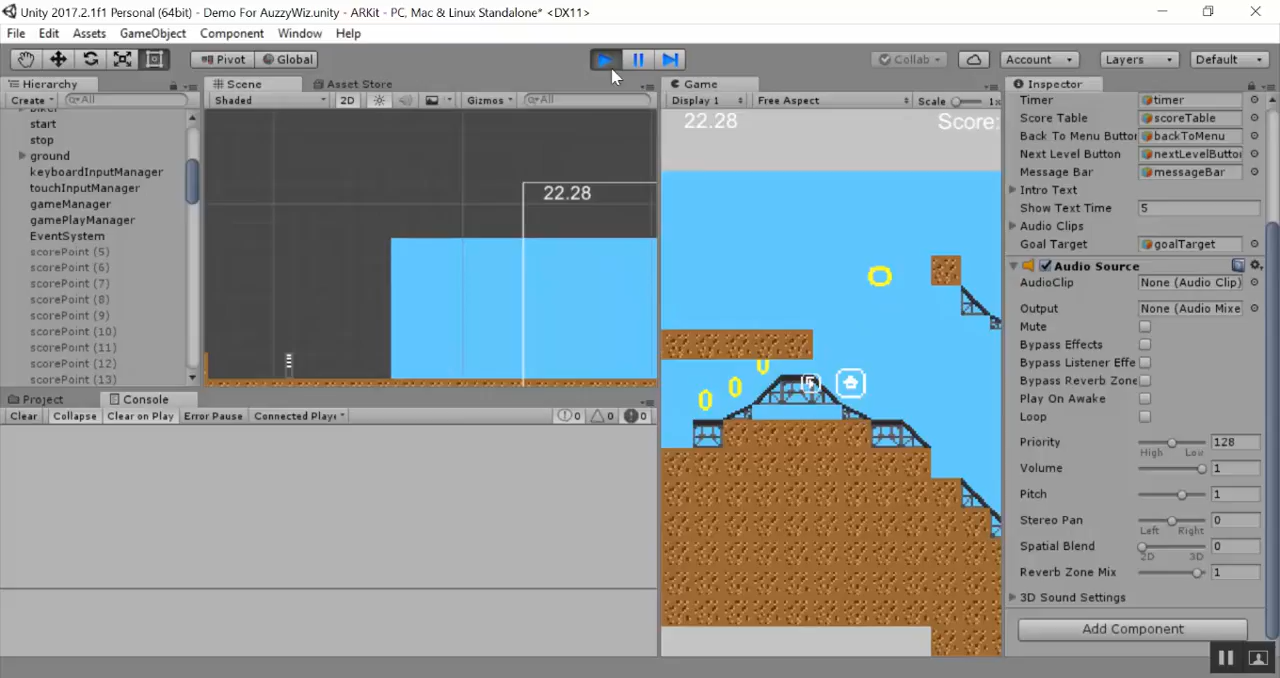 Unity 2017.2.1f1 Personal (64bit) - Demo For AuzzyWiz.unity - ARKit - PC, Mac & Linux Standalone* <DX11>
File Edit Assets GameObject Component Window Help
Pivot Global Collab Account Layers Default
Hierarchy
Create All
start
stop
ground
keyboardInputManager
touchInputManager
gameManager
gamePlayManager
EventSystem
scorePoint (5)
scorePoint (6)
scorePoint (7)
scorePoint (8)
scorePoint (9)
scorePoint (10)
scorePoint (11)
scorePoint (12)
scorePoint (13)
Scene Asset Store
Shaded 2D Gizmos All
22.28
Game
Display 1 Free Aspect Scale 1x
22.28 Score:
Project Console
Clear Collapse Clear on Play Error Pause Connected Playe 0 0 0
Inspector
Timer timer
Score Table scoreTable
Back To Menu Button backToMenu
Next Level Button nextLevelButto
Message Bar messageBar
Intro Text
Show Text Time 5
Audio Clips
Goal Target goalTarget
Audio Source
AudioClip None (Audio Clip)
Output None (Audio Mixe
Mute
Bypass Effects
Bypass Listener Effe
Bypass Reverb Zone
Play On Awake
Loop
Priority 128
High Low
Volume 1
Pitch 1
Stereo Pan 0
Left Right
Spatial Blend 0
2D 3D
Reverb Zone Mix 1
3D Sound Settings
Add Component